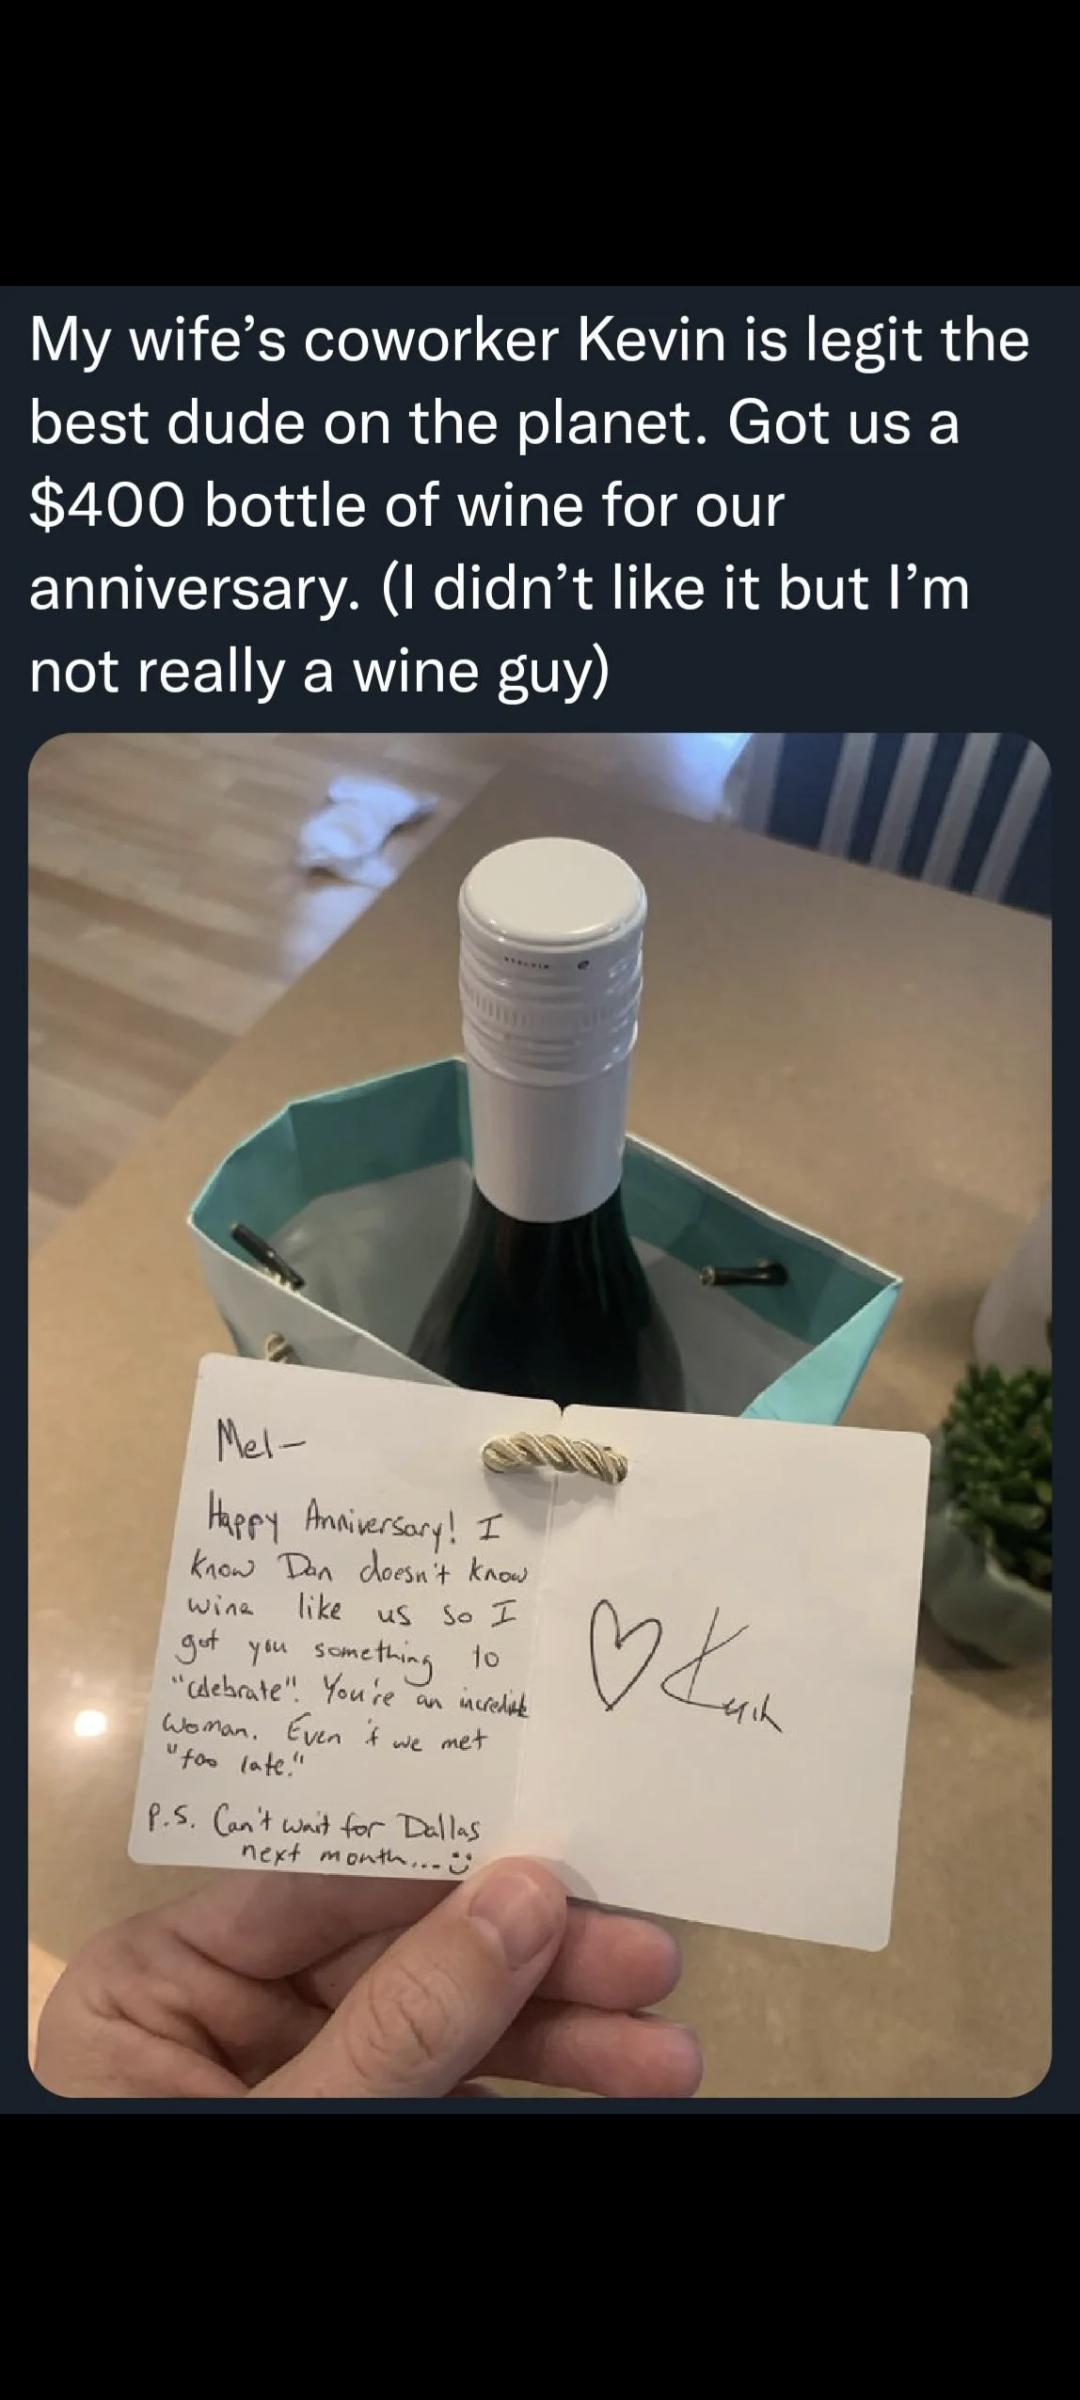 My wife’s coworker Kevin is legit the
best dude on the planet. Got us a
$400 bottle of wine for our
anniversary. (I didn’t like it but I’m
not really a wine guy)
Mel-
Happy Anniversary! I
know Dan doesn't know
wine like us so I
got you something to
"celebrate". You're an incredible
woman. Even if we met
"too late."
P.S. Can't wait for Dallas
next month...